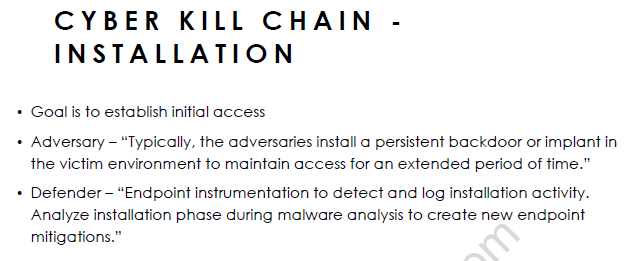 CYBER KILL CHAIN -
INSTALLATION
• Goal is to establish initial access
• Adversary – “Typically, the adversaries install a persistent backdoor or implant in
the victim environment to maintain access for an extended period of time.”
• Defender – “Endpoint instrumentation to detect and log installation activity.
Analyze installation phase during malware analysis to create new endpoint
mitigations.”
om